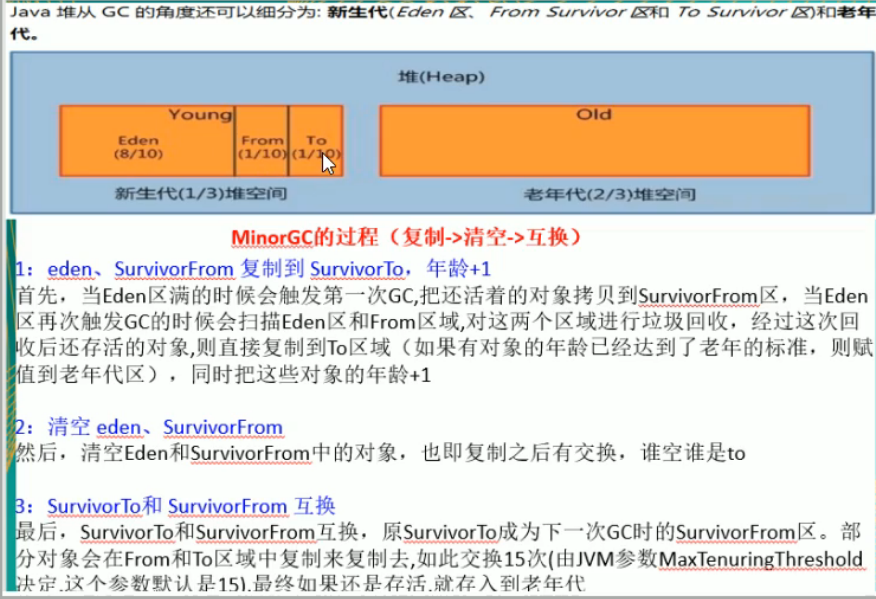 Java 堆从 GC 的角度还可以细分为: 新生代(Eden 区、From Survivor 区和 To Survivor 区)和老年
代。
堆(Heap)
Young
Old
Eden
(8/10)
From
(1/10)
To
(1/10)
新生代(1/3)堆空间
老年代(2/3)堆空间
MinorGC的过程（复制->清空->互换）
1：eden、SurvivorFrom 复制到 SurvivorTo，年龄+1
首先，当Eden区满的时候会触发第一次GC,把还活着的对象拷贝到SurvivorFrom区，当Eden
区再次触发GC的时候会扫描Eden区和From区域,对这两个区域进行垃圾回收，经过这次回
收后还存活的对象,则直接复制到To区域（如果有对象的年龄已经达到了老年的标准，则赋
值到老年代区），同时把这些对象的年龄+1
2：清空 eden、SurvivorFrom
然后，清空Eden和SurvivorFrom中的对象，也即复制之后有交换，谁空谁是to
3：SurvivorTo和 SurvivorFrom 互换
最后，SurvivorTo和SurvivorFrom互换，原SurvivorTo成为下一次GC时的SurvivorFrom区。部
分对象会在From和To区域中复制来复制去,如此交换15次(由JVM参数MaxTenuringThreshold
决定,这个参数默认是15),最终如果还是存活,就存入到老年代